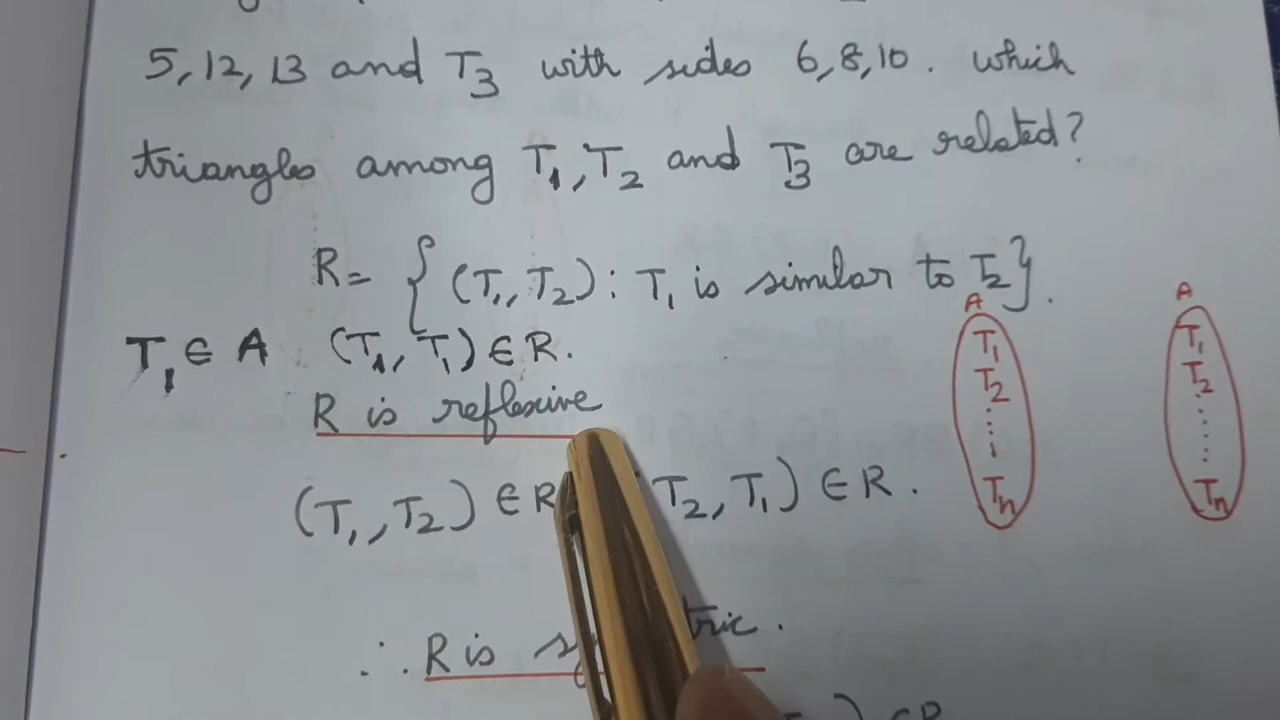 5, 12, 13 and T3 with sides 6, 8, 10. which
triangles among T1, T2 and T3 are related?
R = { (T1, T2) : T1 is similar to T2 }.
T1 ∈ A (T1, T1) ∈ R.
R is reflexive
(T1, T2) ∈ R T2, T1) ∈ R.
∴ R is
A
T1
T2
Tn
A
T1
T2
Tn